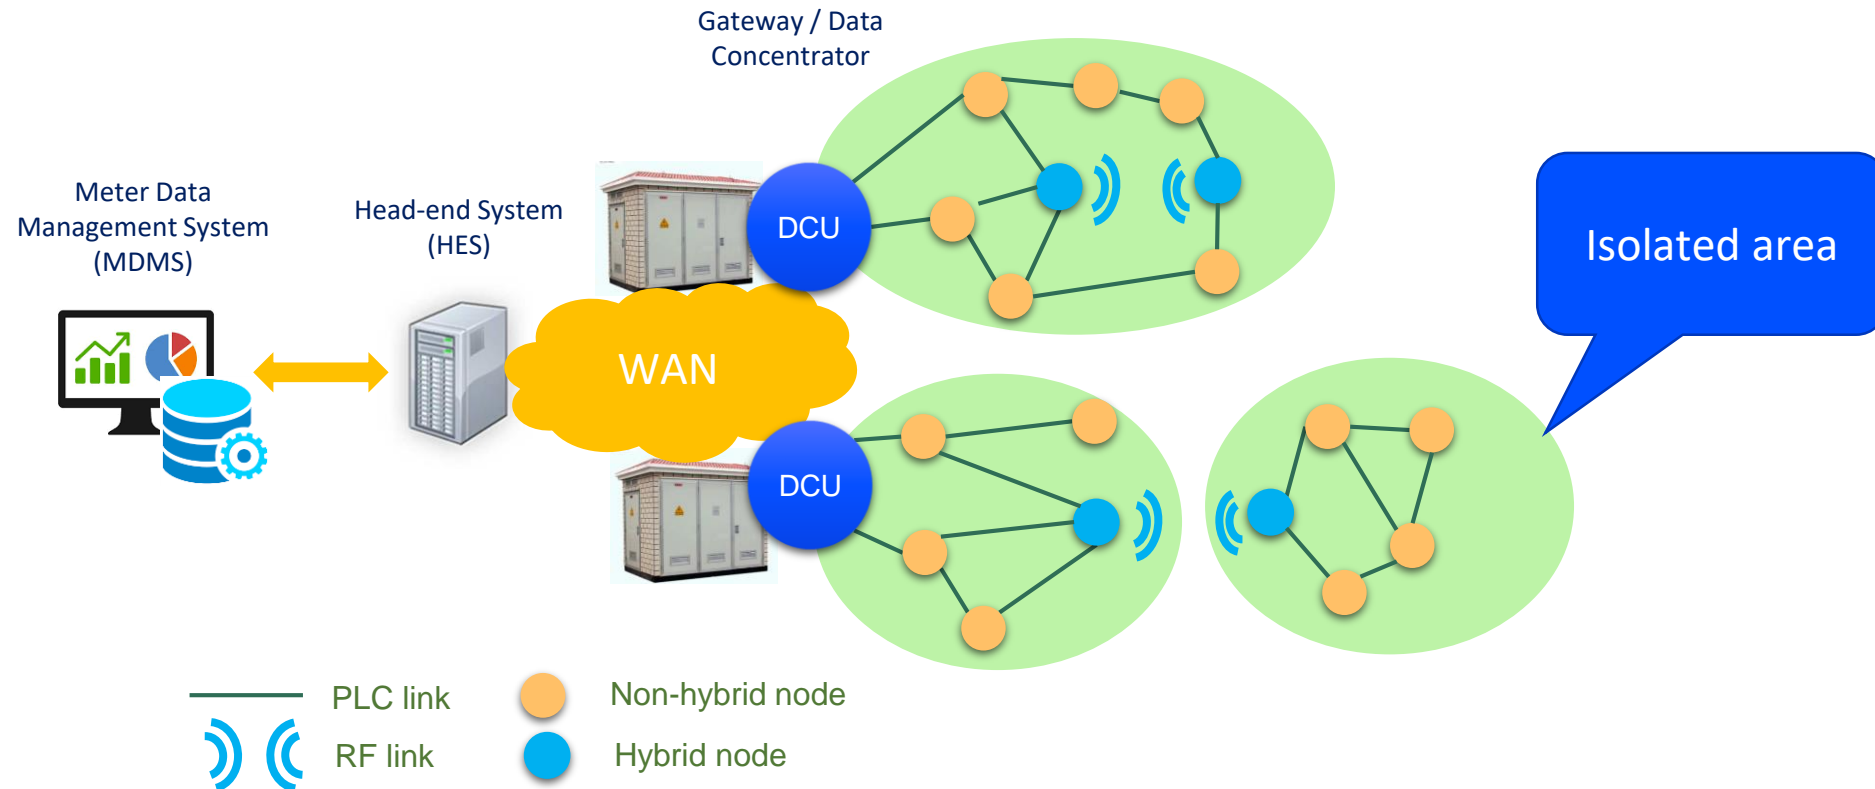 Gateway / Data
Concentrator
Meter Data
Management System
(MDMS)
Head-end System
(HES)
DCU
Isolated area
WAN
DCU
PLC link
Non-hybrid node
RF link
Hybrid node